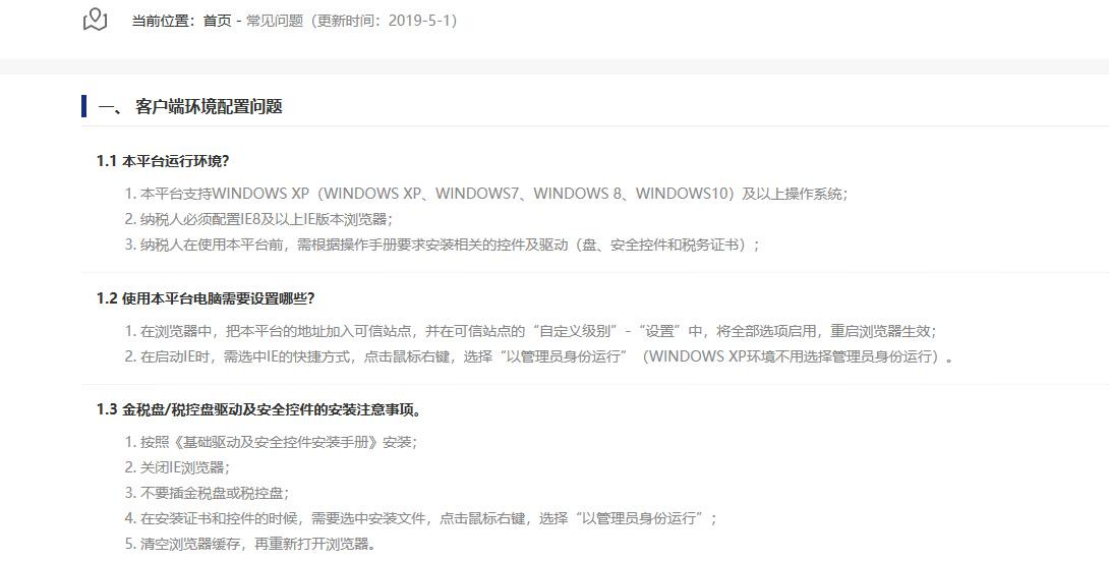 当前位置：首页 - 常见问题（更新时间：2019-5-1）
一、 客户端环境配置问题
1.1 本平台运行环境?
1. 本平台支持WINDOWS XP（WINDOWS XP、WINDOWS7、WINDOWS 8、WINDOWS10）及以上操作系统；
2. 纳税人必须配置IE8及以上IE版本浏览器；
3. 纳税人在使用本平台前，需根据操作手册要求安装相关的控件及驱动（盘、安全控件和税务证书）；
1.2 使用本平台电脑需要设置哪些?
1. 在浏览器中，把本平台的地址加入可信站点，并在可信站点的“自定义级别”-“设置”中，将全部选项启用，重启浏览器生效；
2. 在启动IE时，需选中IE的快捷方式，点击鼠标右键，选择“以管理员身份运行”（WINDOWS XP环境不用选择管理员身份运行）。
1.3 金税盘/税控盘驱动及安全控件的安装注意事项。
1. 按照《基础驱动及安全控件安装手册》安装；
2. 关闭IE浏览器；
3. 不要插金税盘或税控盘；
4. 在安装证书和控件的时候，需要选中安装文件，点击鼠标右键，选择“以管理员身份运行”；
5. 清空浏览器缓存，再重新打开浏览器。